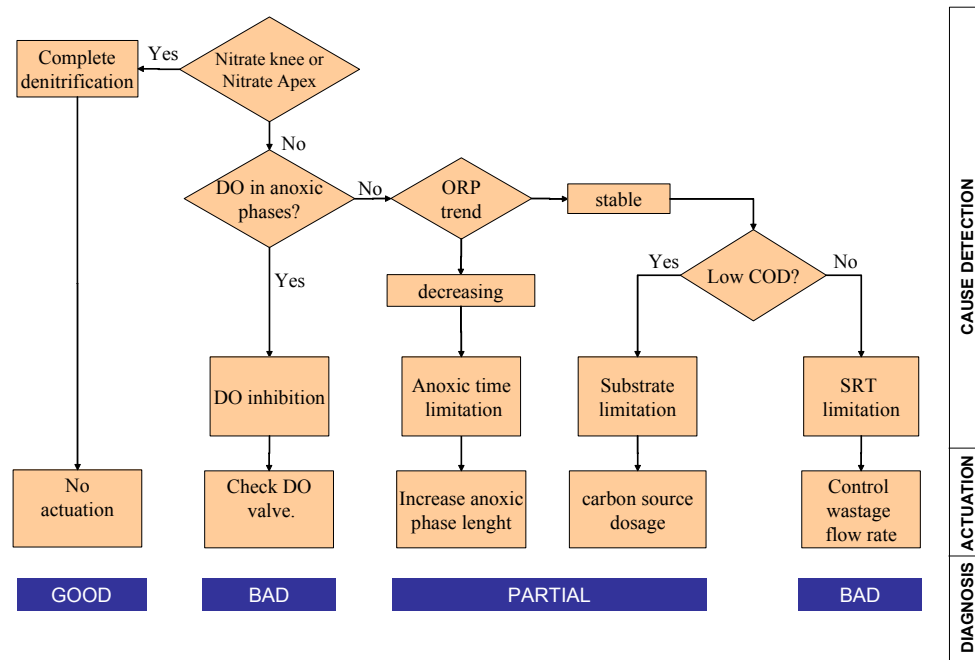 Complete
denitrification
Yes
Nitrate knee or
Nitrate Apex
No
DO in anoxic
phases?
No
ORP
trend
stable
Yes
decreasing
Yes
Low COD?
No
DO inhibition
Anoxic time
limitation
Substrate
limitation
SRT
limitation
No
actuation
Check DO
valve.
Increase anoxic
phase lenght
carbon source
dosage
Control
wastage
flow rate
GOOD
BAD
PARTIAL
BAD
CAUSE DETECTION
ACTUATION
DIAGNOSIS